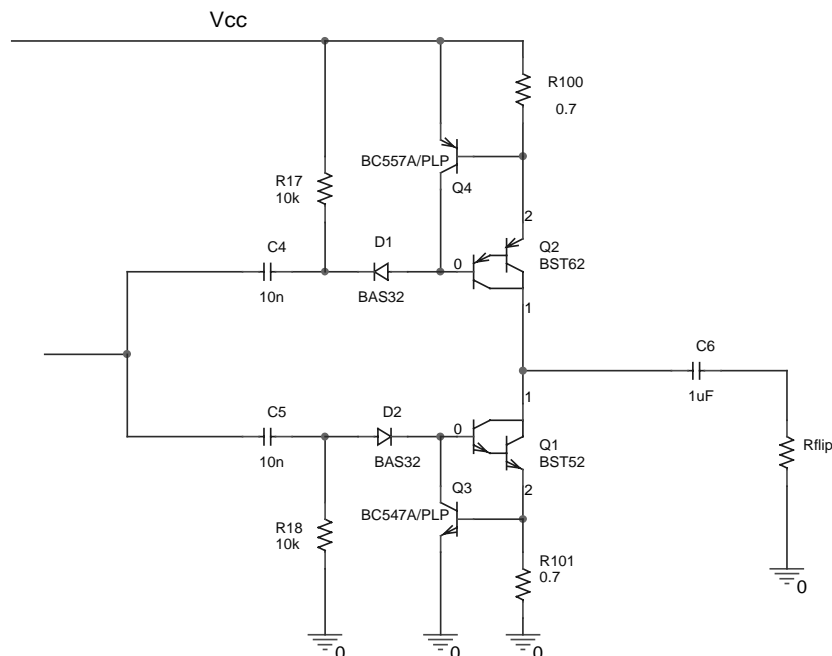 Vcc
R100
0.7
BC557A/PLP
Q4
R17
10k
2
C4
D1
Q2
0
BST62
10n
BAS32
1
C6
1uF
1
C5
D2
0
Q1
10n
BAS32
BST52
Rflip
Q3
2
BC547A/PLP
R18
10k
R101
0.7
0
0
0
0